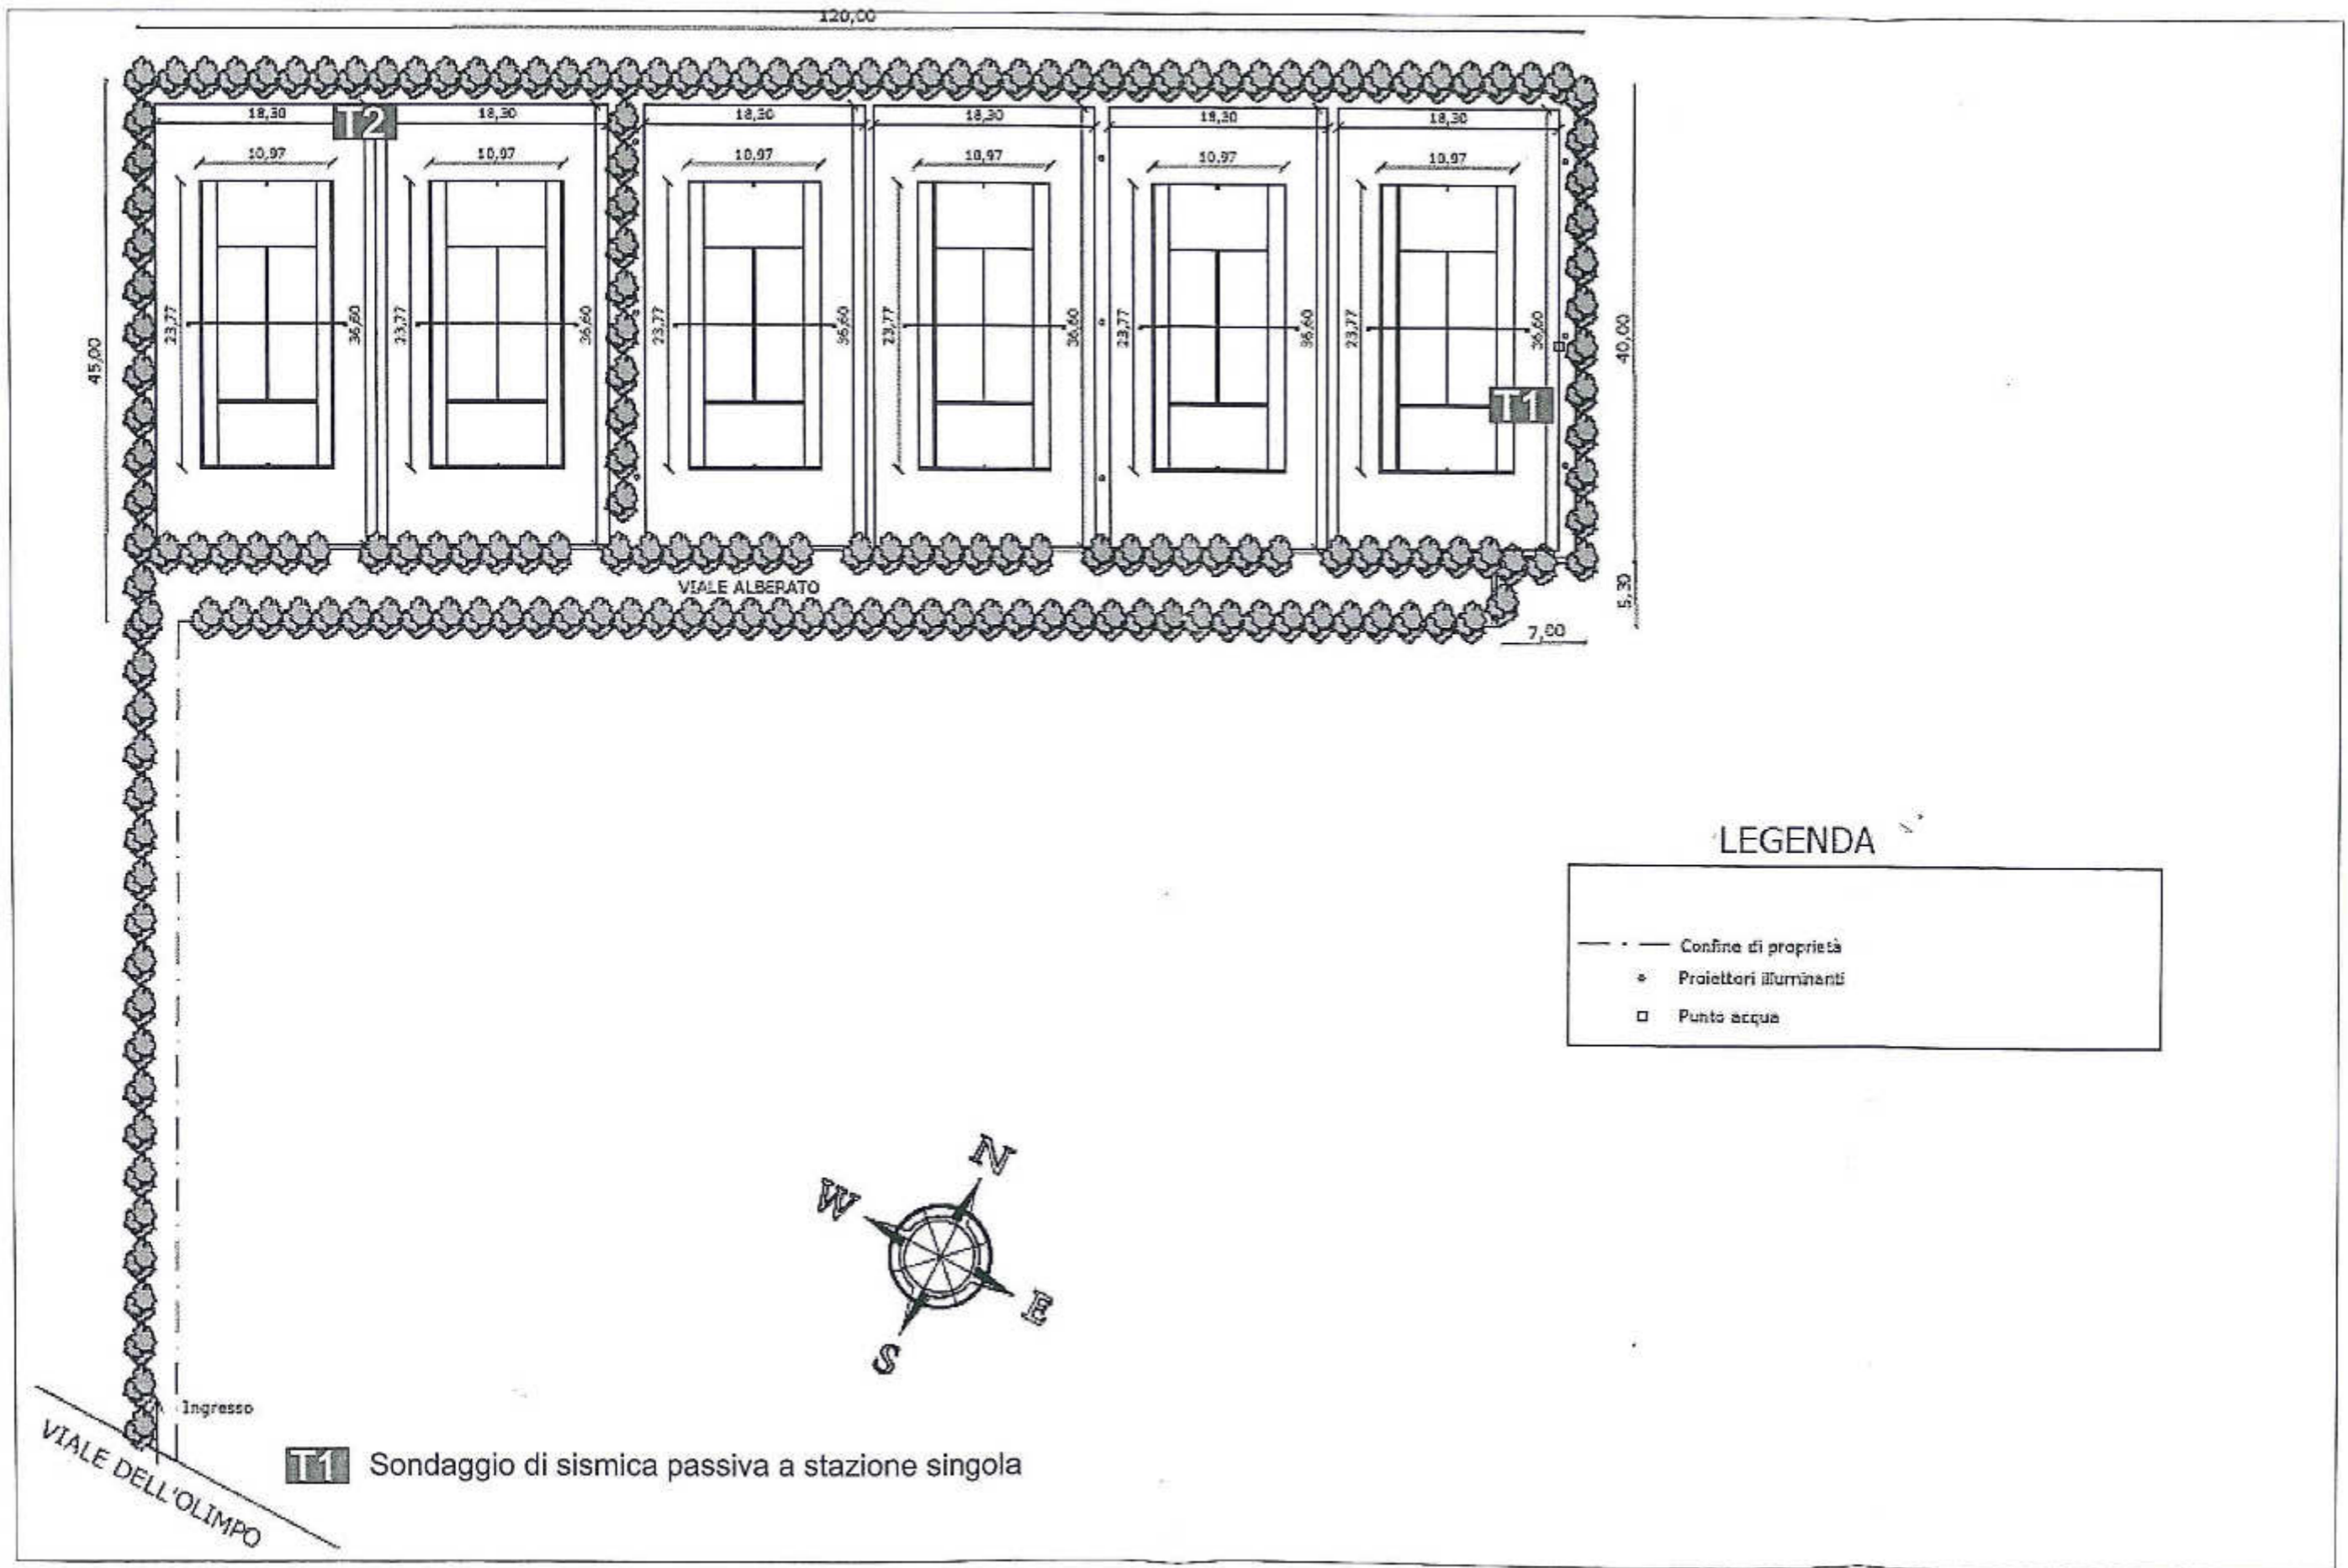 120,00
18,30
T2
18,30
18,30
18,30
18,30
18,30
10,97
10,97
10,97
10,97
10,97
10,97
45,00
23,77
36,60
23,77
36,60
23,77
36,60
23,77
36,60
23,77
36,60
23,77
36,60
40,00
T1
VIALE ALBERATO
5,30
7,00
LEGENDA
Confine di proprietà
Proiettori illuminanti
Punto acqua
N
W
E
S
Ingresso
VIALE DELL'OLIMPO
T1 Sondaggio di sismica passiva a stazione singola